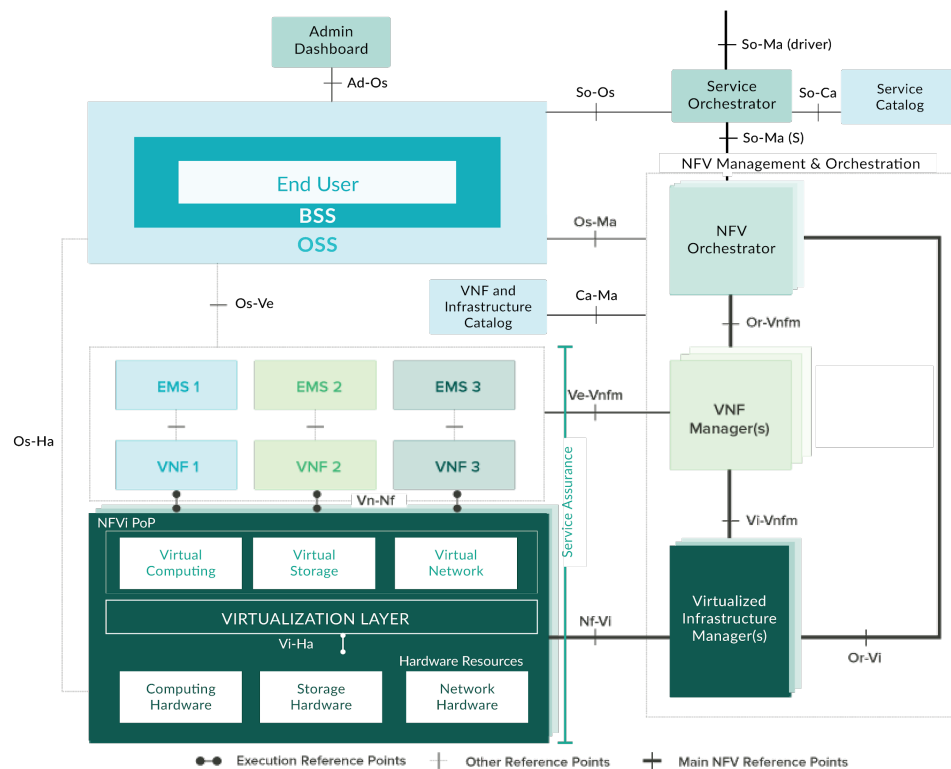 Admin
Dashboard
So-Ma (driver)
Ad-Os
So-Os
Service
Orchestrator
So-Ca
Service
Catalog
So-Ma (S)
NFV Management & Orchestration
End User
BSS
OSS
Os-Ma
NFV
Orchestrator
Os-Ve
VNF and
Infrastructure
Catalog
Ca-Ma
Or-Vnfm
EMS 1
EMS 2
EMS 3
Ve-Vnfm
VNF
Manager(s)
Os-Ha
VNF 1
VNF 2
VNF 3
Service Assurance
Vn-Nf
NFVi PoP
Vi-Vnfm
Virtual
Computing
Virtual
Storage
Virtual
Network
VIRTUALIZATION LAYER
Nf-Vi
Virtualized
Infrastructure
Manager(s)
Vi-Ha
Or-Vi
Hardware Resources
Computing
Hardware
Storage
Hardware
Network
Hardware
Execution Reference Points
Other Reference Points
Main NFV Reference Points